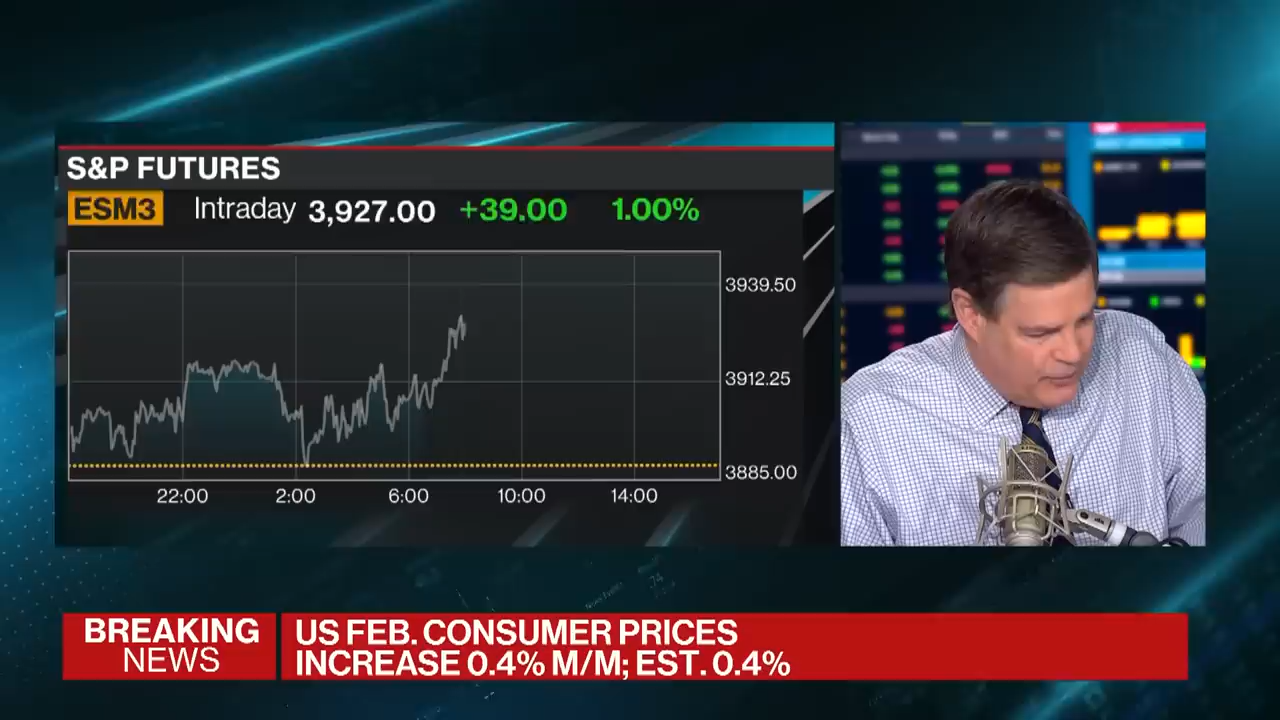 S&P FUTURES
ESM3 Intraday 3,927.00 +39.00 1.00%
3939.50
3912.25
3885.00
22:00 2:00 6:00 10:00 14:00
BREAKING NEWS
US FEB. CONSUMER PRICES
INCREASE 0.4% M/M; EST. 0.4%